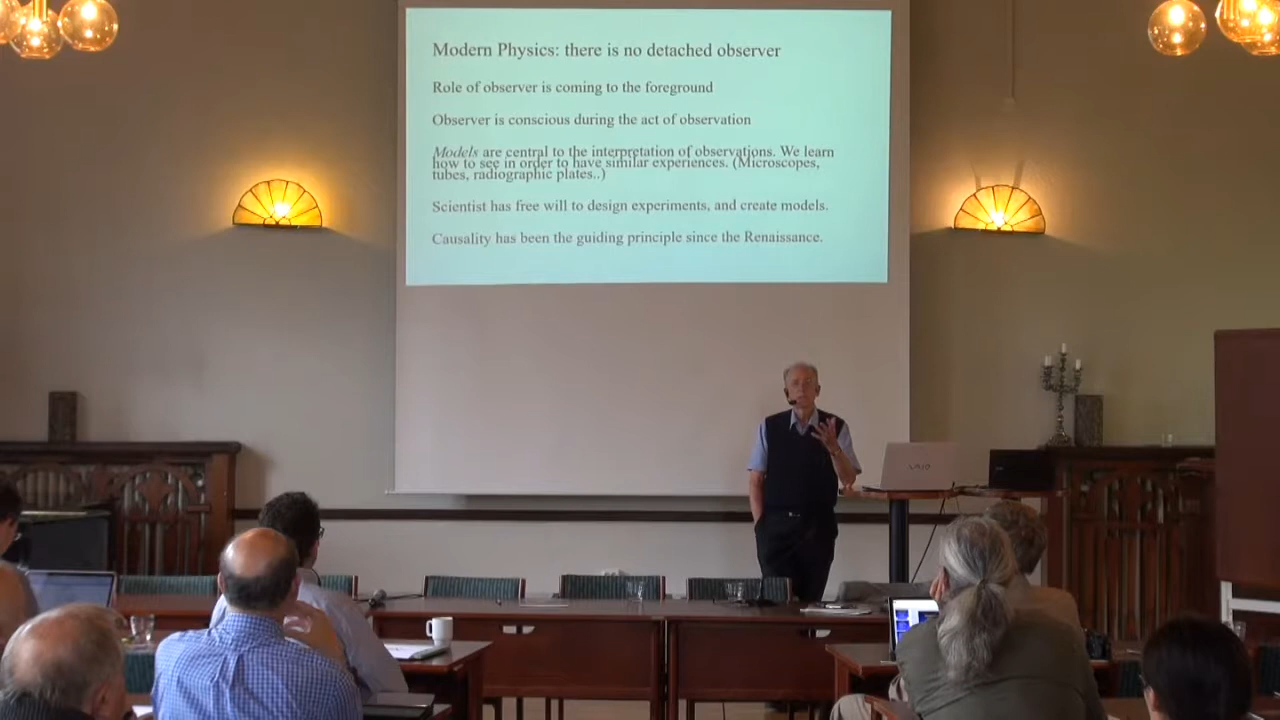 Modern Physics: there is no detached observer
Role of observer is coming to the foreground
Observer is conscious during the act of observation
Models are central to the interpretation of observations. We learn
how to see in order to have similar experiences. (Microscopes,
tubes, radiographic plates..)
Scientist has free will to design experiments, and create models.
Causality has been the guiding principle since the Renaissance.
VAIO